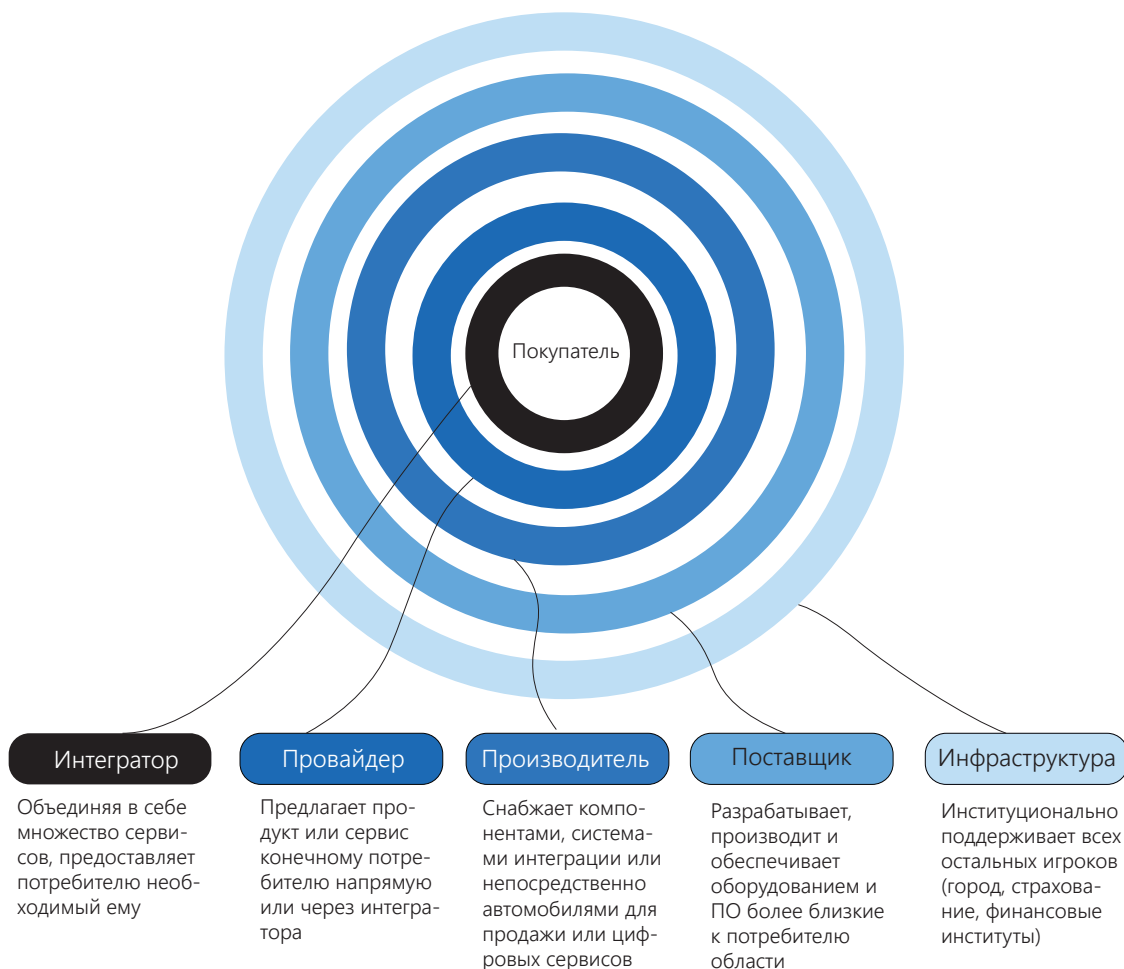 Покупатель
Интегратор
Объединяя в себе
множество серви-
сов, предоставляет
потребителю необ-
ходимый ему
Провайдер
Предлагает про-
дукт или сервис
конечному потре-
бителю напрямую
или через интегра-
тора
Производитель
Снабжает компо-
нентами, система-
ми интеграции или
непосредственно
автомобилями для
продажи или циф-
ровых сервисов
Поставщик
Разрабатывает,
производит и
обеспечивает
оборудованием и
ПО более близкие
к потребителю
области
Инфраструктура
Институционально
поддерживает всех
остальных игроков
(город, страхова-
ние, финансовые
институты)